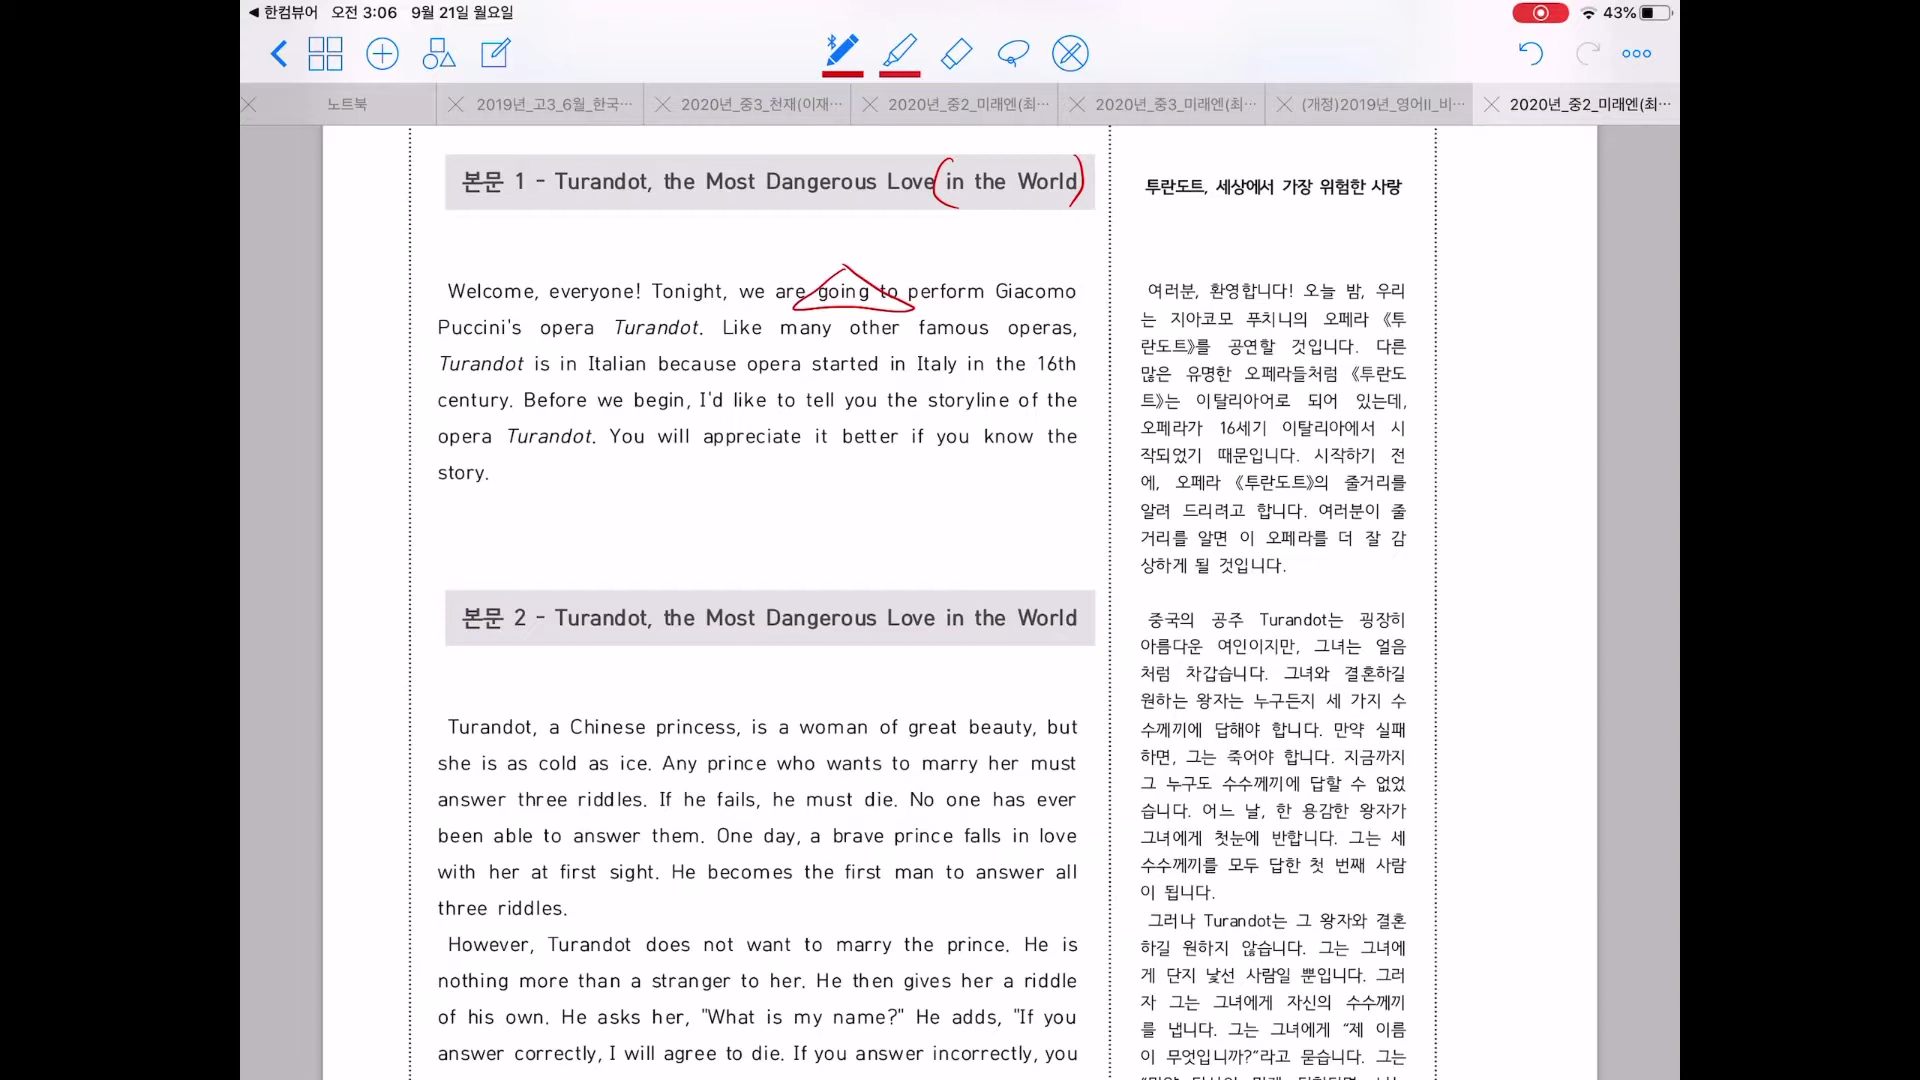 ◀ 한컴뷰어 오전 3:06 9월 21일 월요일
43%
노트북
2019년_고3_6월_한국…
2020년_중3_천재(이재…
2020년_중2_미래엔(최…
2020년_중3_미래엔(최…
(개정)2019년_영어II_비…
2020년_중2_미래엔(최…
본문 1 - Turandot, the Most Dangerous Love in the World
Welcome, everyone! Tonight, we are going to perform Giacomo
Puccini's opera Turandot. Like many other famous operas,
Turandot is in Italian because opera started in Italy in the 16th
century. Before we begin, I'd like to tell you the storyline of the
opera Turandot. You will appreciate it better if you know the
story.
본문 2 - Turandot, the Most Dangerous Love in the World
Turandot, a Chinese princess, is a woman of great beauty, but
she is as cold as ice. Any prince who wants to marry her must
answer three riddles. If he fails, he must die. No one has ever
been able to answer them. One day, a brave prince falls in love
with her at first sight. He becomes the first man to answer all
three riddles.
However, Turandot does not want to marry the prince. He is
nothing more than a stranger to her. He then gives her a riddle
of his own. He asks her, "What is my name?" He adds, "If you
answer correctly, I will agree to die. If you answer incorrectly, you
투란도트, 세상에서 가장 위험한 사랑
여러분, 환영합니다! 오늘 밤, 우리
는 지아코모 푸치니의 오페라 《투
란도트》를 공연할 것입니다. 다른
많은 유명한 오페라들처럼 《투란도
트》는 이탈리아어로 되어 있는데,
오페라가 16세기 이탈리아에서 시
작되었기 때문입니다. 시작하기 전
에, 오페라 《투란도트》의 줄거리를
알려 드리려고 합니다. 여러분이 줄
거리를 알면 이 오페라를 더 잘 감
상하게 될 것입니다.
중국의 공주 Turandot는 굉장히
아름다운 여인이지만, 그녀는 얼음
처럼 차갑습니다. 그녀와 결혼하길
원하는 왕자는 누구든지 세 가지 수
수께끼에 답해야 합니다. 만약 실패
하면, 그는 죽어야 합니다. 지금까지
그 누구도 수수께끼에 답할 수 없었
습니다. 어느 날, 한 용감한 왕자가
그녀에게 첫눈에 반합니다. 그는 세
수수께끼를 모두 답한 첫 번째 사람
이 됩니다.
그러나 Turandot는 그 왕자와 결혼
하길 원하지 않습니다. 그는 그녀에
게 단지 낯선 사람일 뿐입니다. 그러
자 그는 그녀에게 자신의 수수께끼
를 냅니다. 그는 그녀에게 “제 이름
이 무엇입니까?”라고 묻습니다. 그는